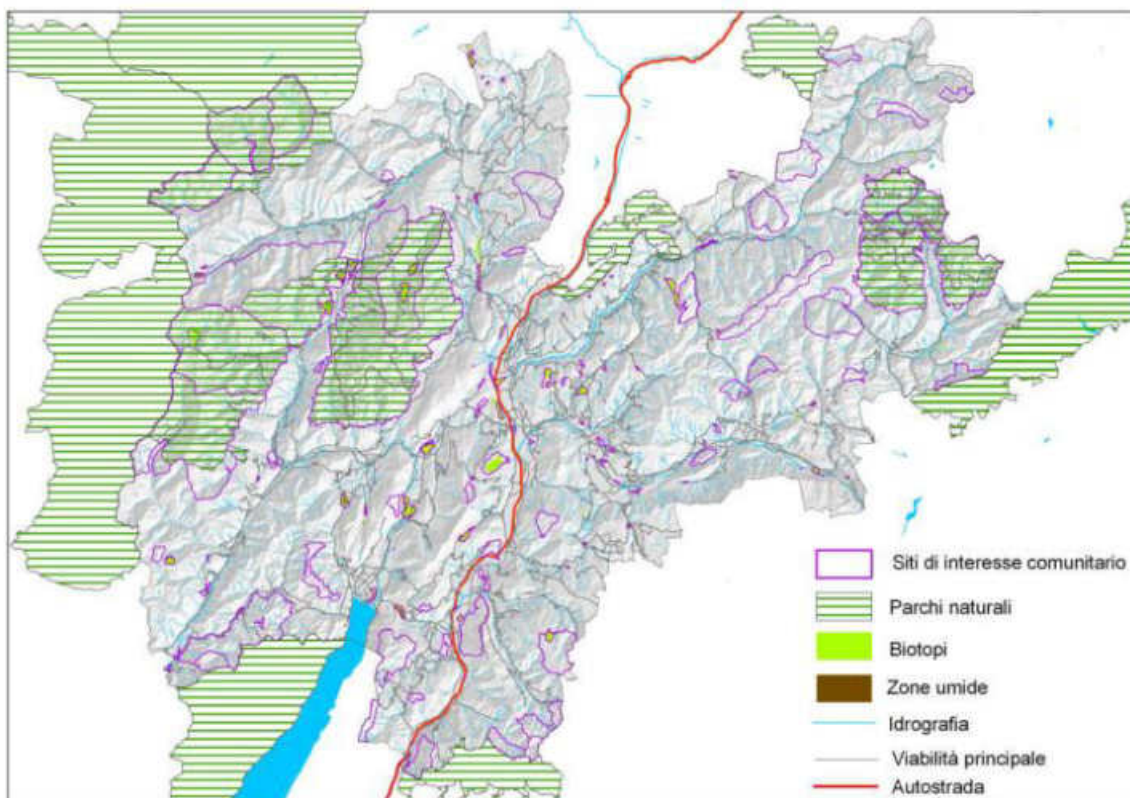 Siti di interesse comunitario
Parchi naturali
Biotopi
Zone umide
Idrografia
Viabilità principale
Autostrada